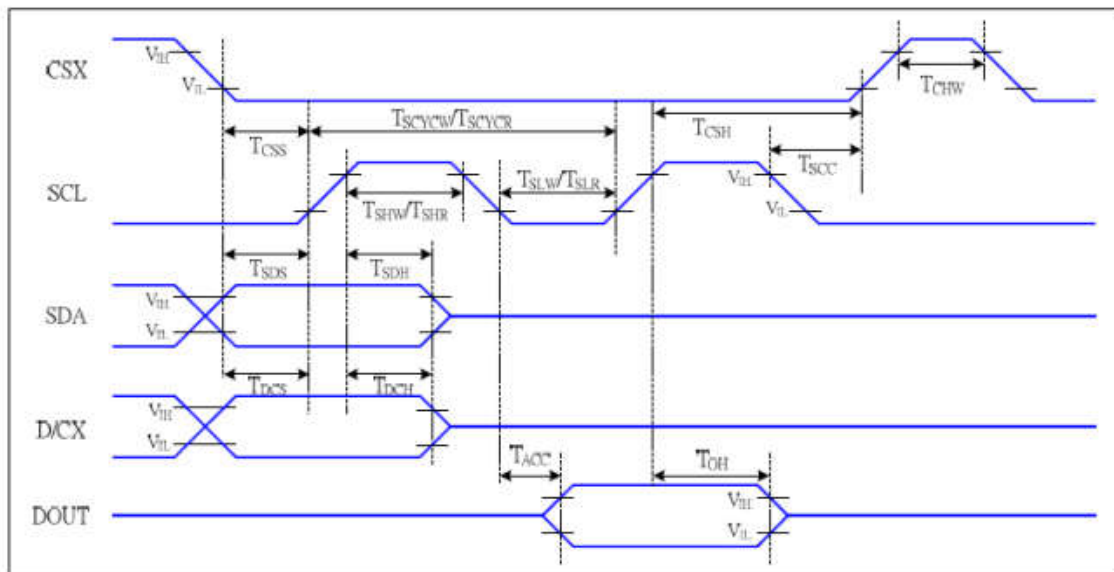 CSX
VIH
VIL
TCHW
TCSS
TSCYCW/TSCYCR
TCSH
TSCC
SCL
TSHW/TSHR
TSLW/TSLR
VIH
VIL
TSDS
TSDH
SDA
VIH
VIL
TDCS
TDCH
D/CX
VIH
VIL
TACC
TOH
DOUT
VIH
VIL